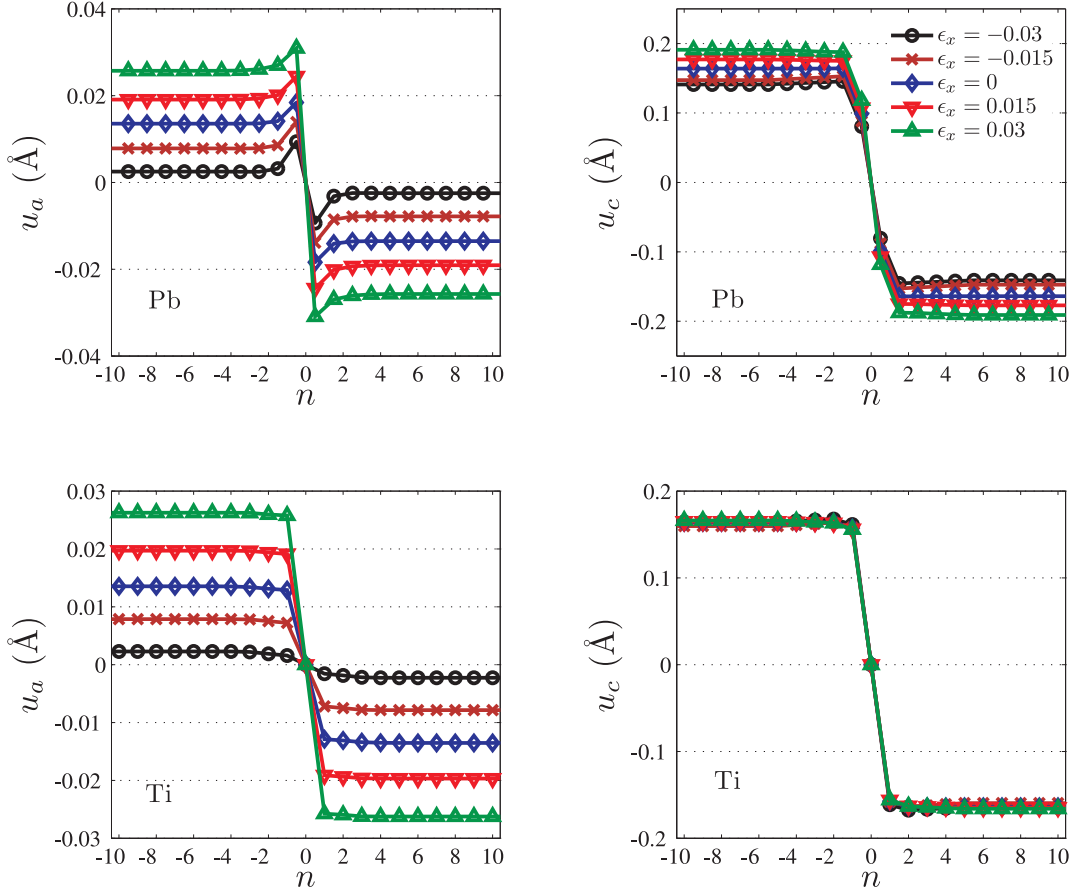 0.04
0.02
0
-0.02
-0.04
u_a (Å)
Pb
-10 -8 -6 -4 -2 0 2 4 6 8 10
n
0.2
0.1
0
-0.1
-0.2
u_c (Å)
ϵ_x = −0.03
ϵ_x = −0.015
ϵ_x = 0
ϵ_x = 0.015
ϵ_x = 0.03
Pb
-10 -8 -6 -4 -2 0 2 4 6 8 10
n
0.03
0.02
0.01
0
-0.01
-0.02
-0.03
u_a (Å)
Ti
-10 -8 -6 -4 -2 0 2 4 6 8 10
n
0.2
0.1
0
-0.1
-0.2
u_c (Å)
Ti
-10 -8 -6 -4 -2 0 2 4 6 8 10
n